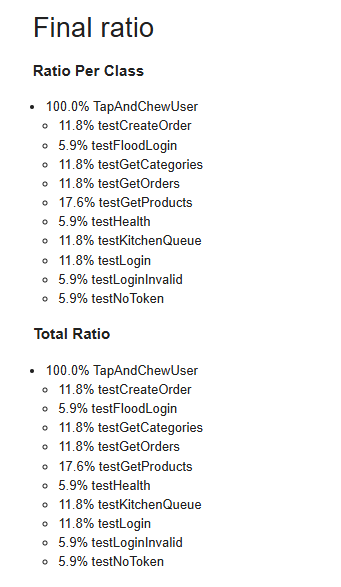 Final ratio
Ratio Per Class
100.0% TapAndChewUser
11.8% testCreateOrder
5.9% testFloodLogin
11.8% testGetCategories
11.8% testGetOrders
17.6% testGetProducts
5.9% testHealth
11.8% testKitchenQueue
11.8% testLogin
5.9% testLoginInvalid
5.9% testNoToken
Total Ratio
100.0% TapAndChewUser
11.8% testCreateOrder
5.9% testFloodLogin
11.8% testGetCategories
11.8% testGetOrders
17.6% testGetProducts
5.9% testHealth
11.8% testKitchenQueue
11.8% testLogin
5.9% testLoginInvalid
5.9% testNoToken